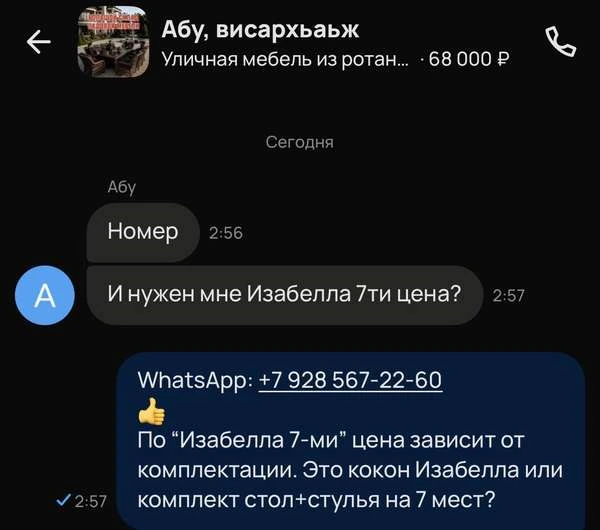 Абу, висархьаьж
Уличная мебель из ротан... · 68 000 ₽
Сегодня
Абу
Номер
2:56
А
И нужен мне Изабелла 7ти цена?
2:57
WhatsApp: +7 928 567-22-60
👍
По “Изабелла 7-ми” цена зависит от
комплектации. Это кокон Изабелла или
комплект стол+стулья на 7 мест?
2:57